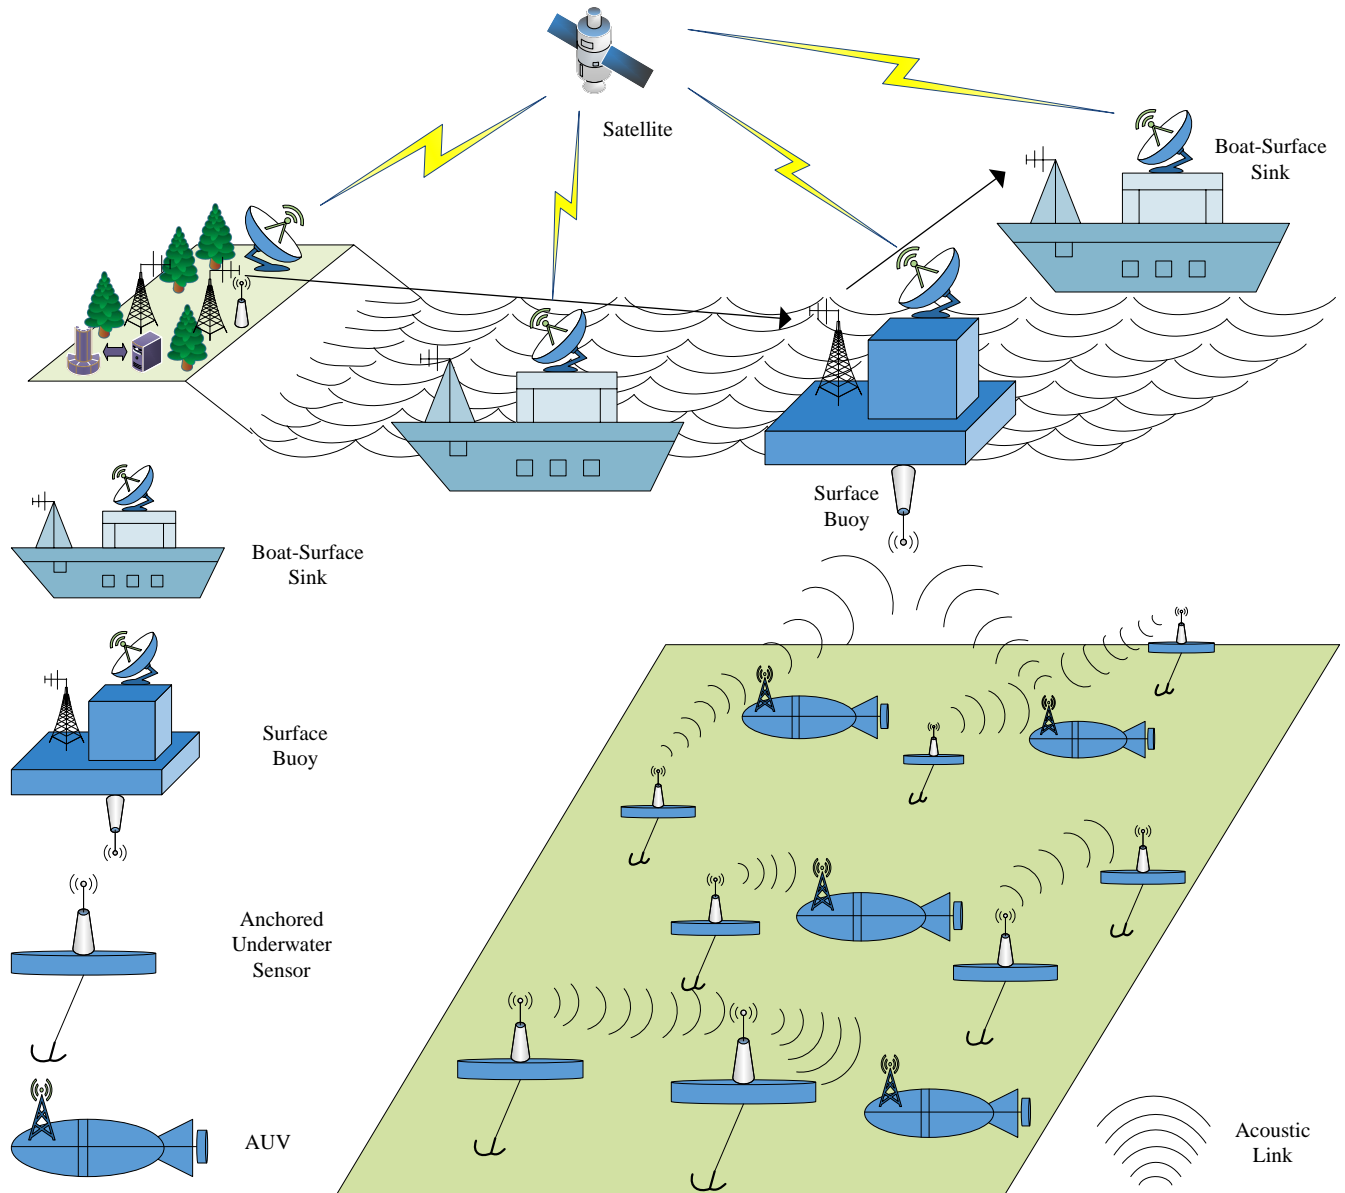 Satellite
Boat-Surface
Sink
Surface
Buoy
Boat-Surface
Sink
Surface
Buoy
Anchored
Underwater
Sensor
AUV
Acoustic
Link